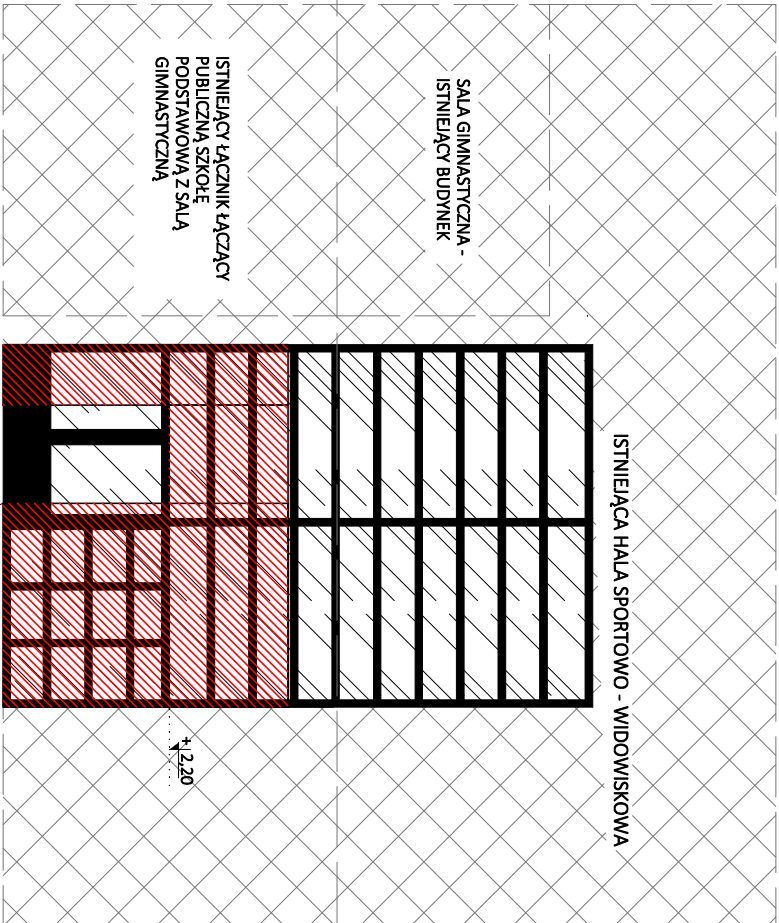 ISTNIEJĄCY ŁĄCZNIK ŁĄCZĄCY
PUBLICZNĄ SZKOŁĘ
PODSTAWOWĄ Z SALĄ
GIMNASTYCZNĄ
SALA GIMNASTYCZNA -
ISTNIEJĄCY BUDYNEK
ISTNIEJĄCA HALA SPORTOWO - WIDOWISKOWA
+ 2,20